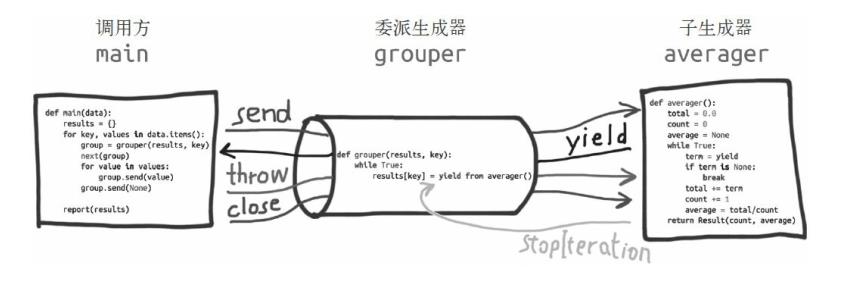 调用方
main
委派生成器
grouper
子生成器
averager
def main(data):
    results = {}
    for key, values in data.items():
        group = grouper(results, key)
        next(group)
        for value in values:
            group.send(value)
        group.send(None)
    report(results)
send
throw
close
def grouper(results, key):
    while True:
        results[key] = yield from averager()
yield
StopIteration
def averager():
    total = 0.0
    count = 0
    average = None
    while True:
        term = yield
        if term is None:
            break
        total += term
        count += 1
        average = total/count
    return Result(count, average)